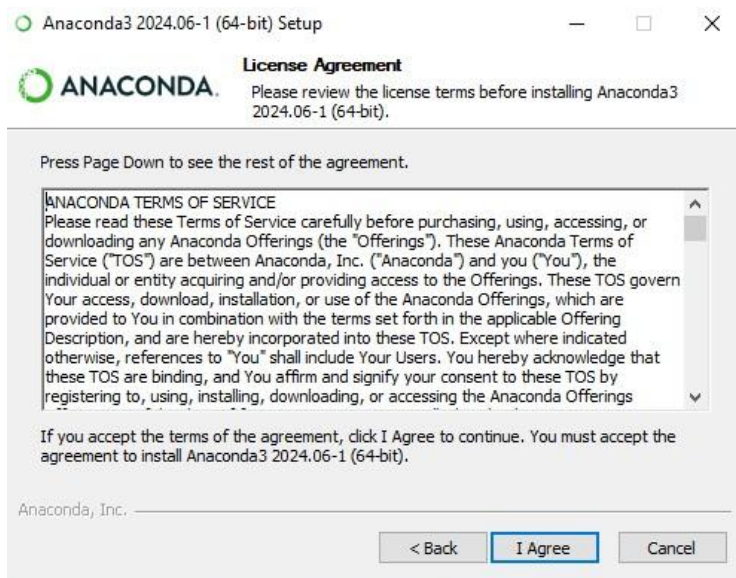 Anaconda3 2024.06-1 (64-bit) Setup
ANACONDA.
License Agreement
Please review the license terms before installing Anaconda3
2024.06-1 (64-bit).
Press Page Down to see the rest of the agreement.
ANACONDA TERMS OF SERVICE
Please read these Terms of Service carefully before purchasing, using, accessing, or
downloading any Anaconda Offerings (the "Offerings"). These Anaconda Terms of
Service ("TOS") are between Anaconda, Inc. ("Anaconda") and you ("You"), the
individual or entity acquiring and/or providing access to the Offerings. These TOS govern
Your access, download, installation, or use of the Anaconda Offerings, which are
provided to You in combination with the terms set forth in the applicable Offering
Description, and are hereby incorporated into these TOS. Except where indicated
otherwise, references to "You" shall include Your Users. You hereby acknowledge that
these TOS are binding, and You affirm and signify your consent to these TOS by
registering to, using, installing, downloading, or accessing the Anaconda Offerings
If you accept the terms of the agreement, click I Agree to continue. You must accept the
agreement to install Anaconda3 2024.06-1 (64-bit).
Anaconda, Inc.
< Back
I Agree
Cancel